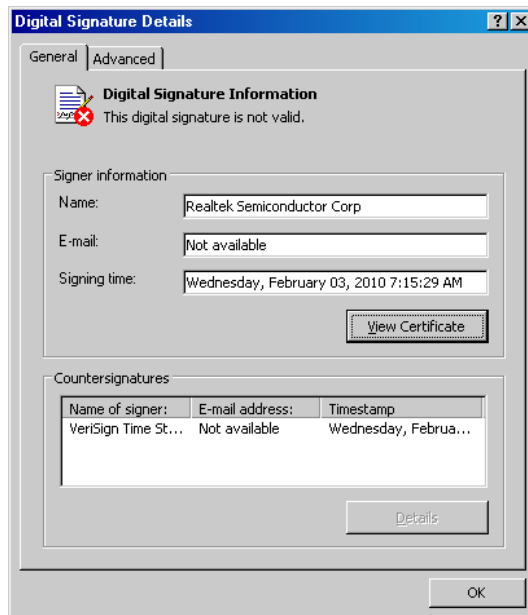 Digital Signature Details
General Advanced
Digital Signature Information
This digital signature is not valid.
Signer information
Name: Realtek Semiconductor Corp
E-mail: Not available
Signing time: Wednesday, February 03, 2010 7:15:29 AM
View Certificate
Countersignatures
Name of signer: E-mail address: Timestamp
VeriSign Time St... Not available Wednesday, Februa...
Details
OK